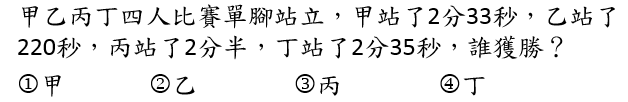 甲乙丙丁四人比賽單腳站立，甲站了2分33秒，乙站了
220秒，丙站了2分半，丁站了2分35秒，誰獲勝？
①甲 ②乙 ③丙 ④丁